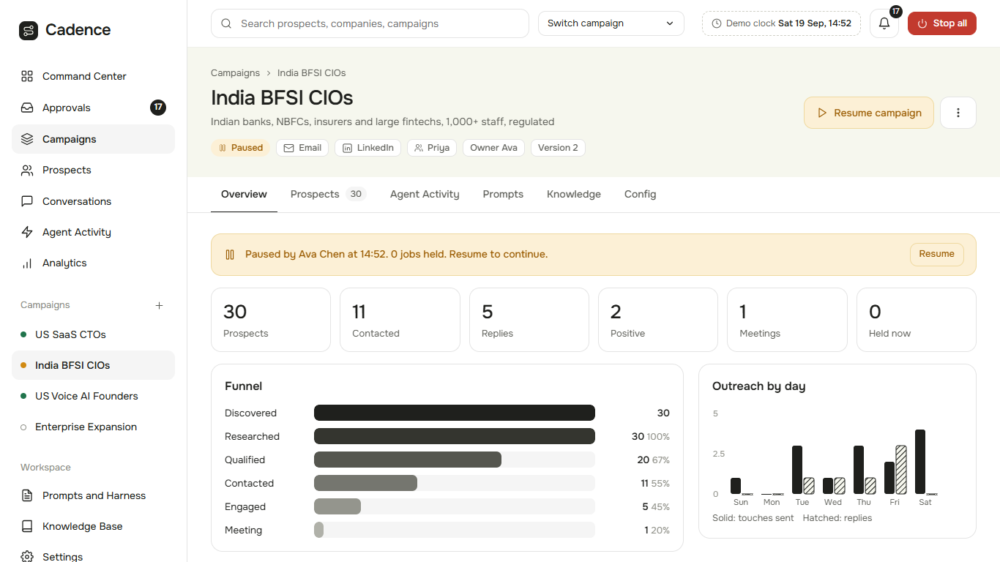 Cadence
Command Center
Approvals 17
Campaigns
Prospects
Conversations
Agent Activity
Analytics
Campaigns
US SaaS CTOs
India BFSI CIOs
US Voice AI Founders
Enterprise Expansion
Workspace
Prompts and Harness
Knowledge Base
Settings
Search prospects, companies, campaigns
Switch campaign
Demo clock Sat 19 Sep, 14:52
17
Stop all
Campaigns › India BFSI CIOs
India BFSI CIOs
Indian banks, NBFCs, insurers and large fintechs, 1,000+ staff, regulated
Paused Email LinkedIn Priya Owner Ava Version 2
Resume campaign
Overview Prospects 30 Agent Activity Prompts Knowledge Config
Paused by Ava Chen at 14:52. 0 jobs held. Resume to continue.
Resume
30
Prospects
11
Contacted
5
Replies
2
Positive
1
Meetings
0
Held now
Funnel
Discovered 30
Researched 30 100%
Qualified 20 67%
Contacted 11 55%
Engaged 5 45%
Meeting 1 20%
Outreach by day
5
2.5
0
Sun Mon Tue Wed Thu Fri Sat
Solid: touches sent Hatched: replies